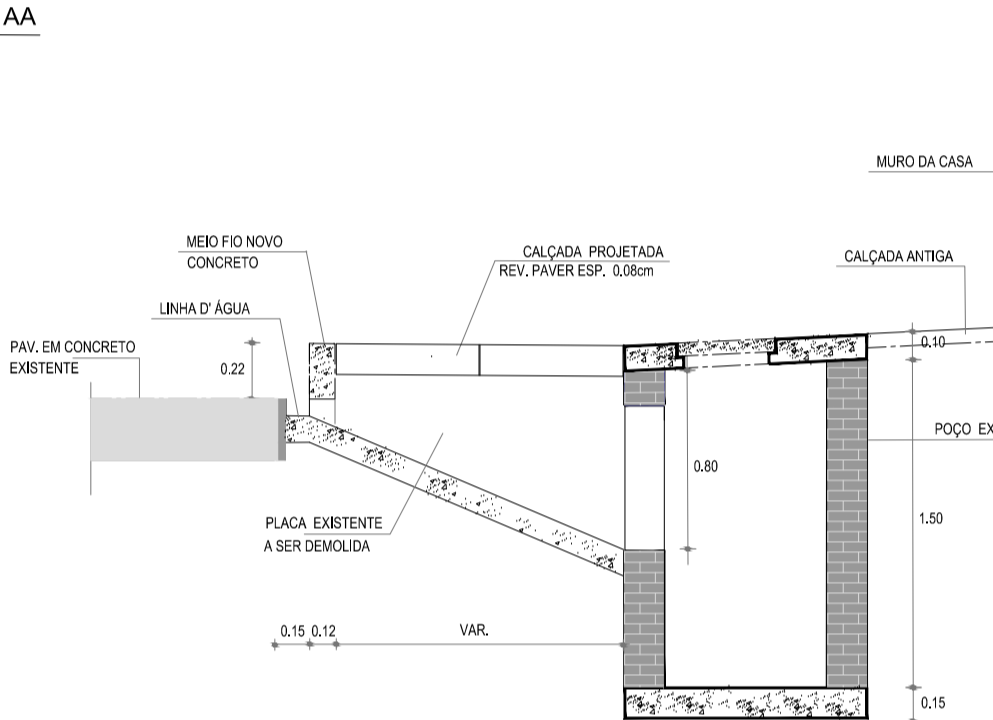 AA
MURO DA CASA
MEIO FIO NOVO
CONCRETO
CALÇADA PROJETADA
REV. PAVER ESP. 0.08cm
CALÇADA ANTIGA
LINHA D' ÁGUA
PAV. EM CONCRETO
EXISTENTE
0.22
0.10
POÇO EX
0.80
PLACA EXISTENTE
A SER DEMOLIDA
1.50
0.15 0.12
VAR.
0.15